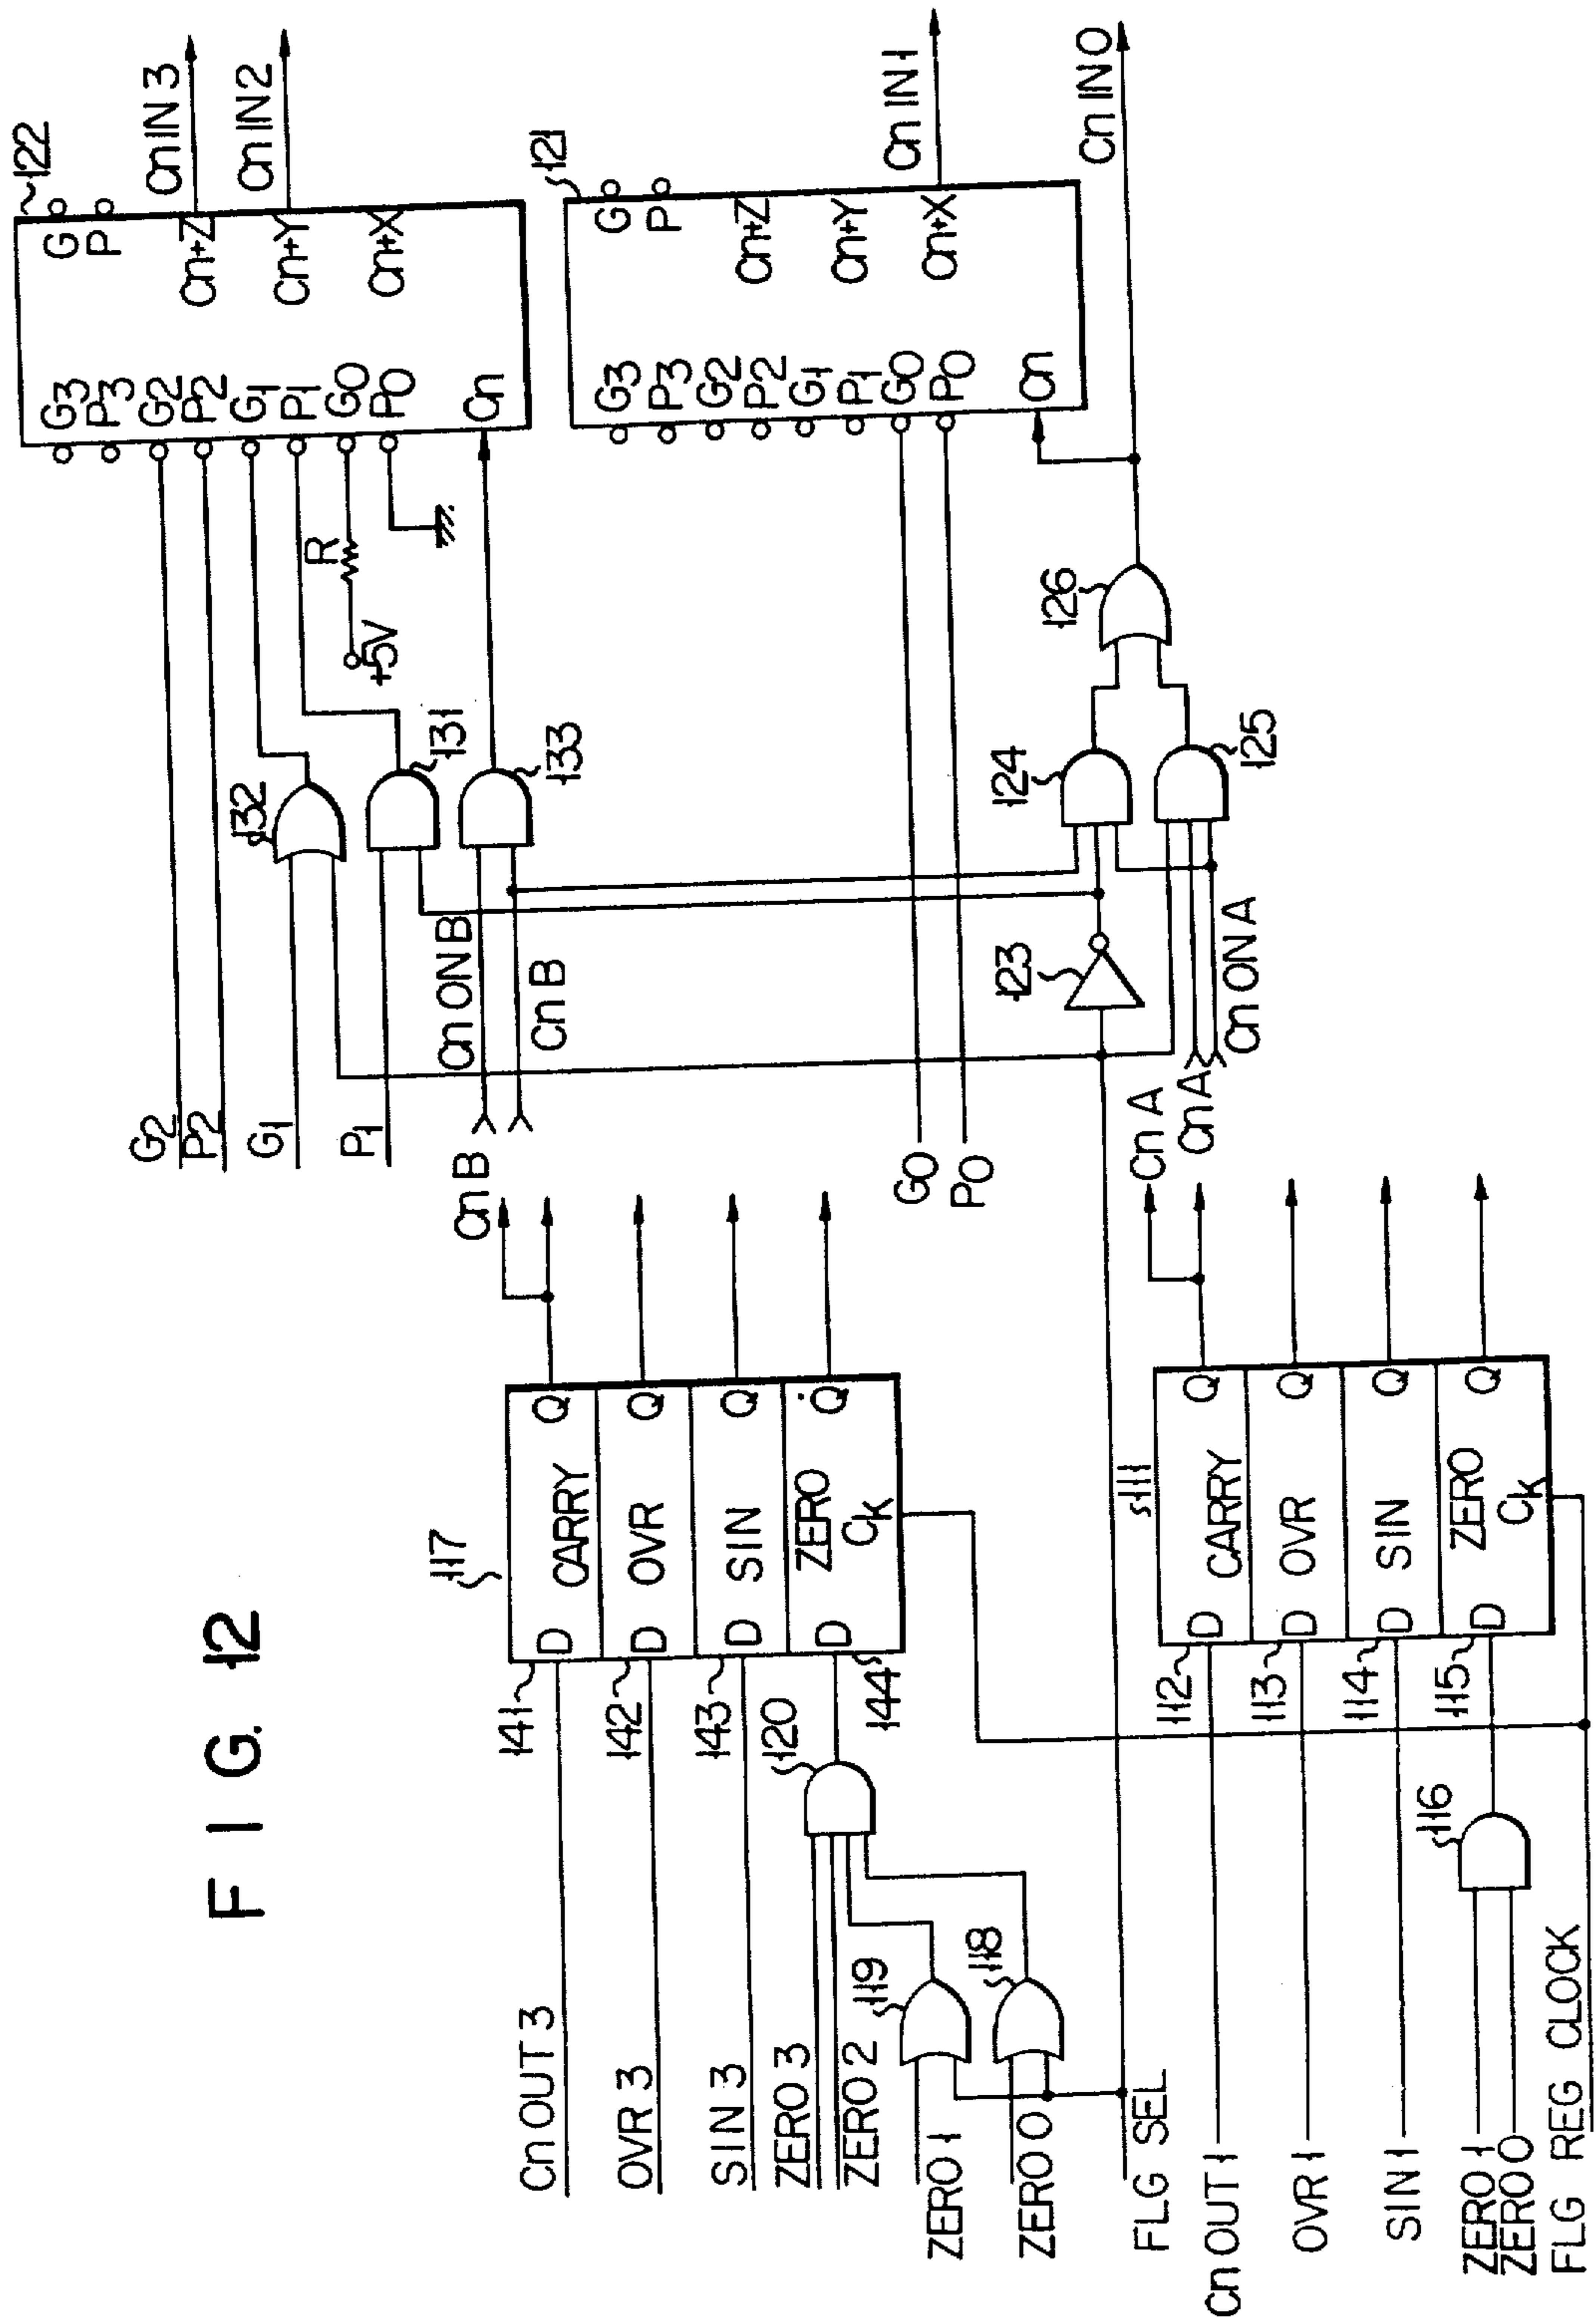 FIG. 12
Cn OUT 3
OVR 3
SIN 3
ZERO 3
ZERO 2
ZERO 1
ZERO 0
FLG SEL
Cn OUT 1
OVR 1
SIN 1
ZERO 1
ZERO 0
FLG REG CLOCK
119
118
120
116
141
142
143
144
117
D CARRY Q
D OVR Q
D SIN Q
D ZERO Q
Ck
112
113
114
115
111
D CARRY Q
D OVR Q
D SIN Q
D ZERO Q
Ck
Cn B
Cn A
Cn A
Cn ON A
G2
P2
G1
P1
Cn ON B
Cn B
G0
P0
132
131
133
123
124
125
126
R
+5V
122
G3
P3
G2
P2
G1
P1
G0
P0
Cn
G
P
Cn+Z
Cn+Y
Cn+X
Cn IN 3
Cn IN 2
121
G3
P3
G2
P2
G1
P1
G0
P0
Cn
G
P
Cn+Z
Cn+Y
Cn+X
Cn IN 1
Cn IN 0